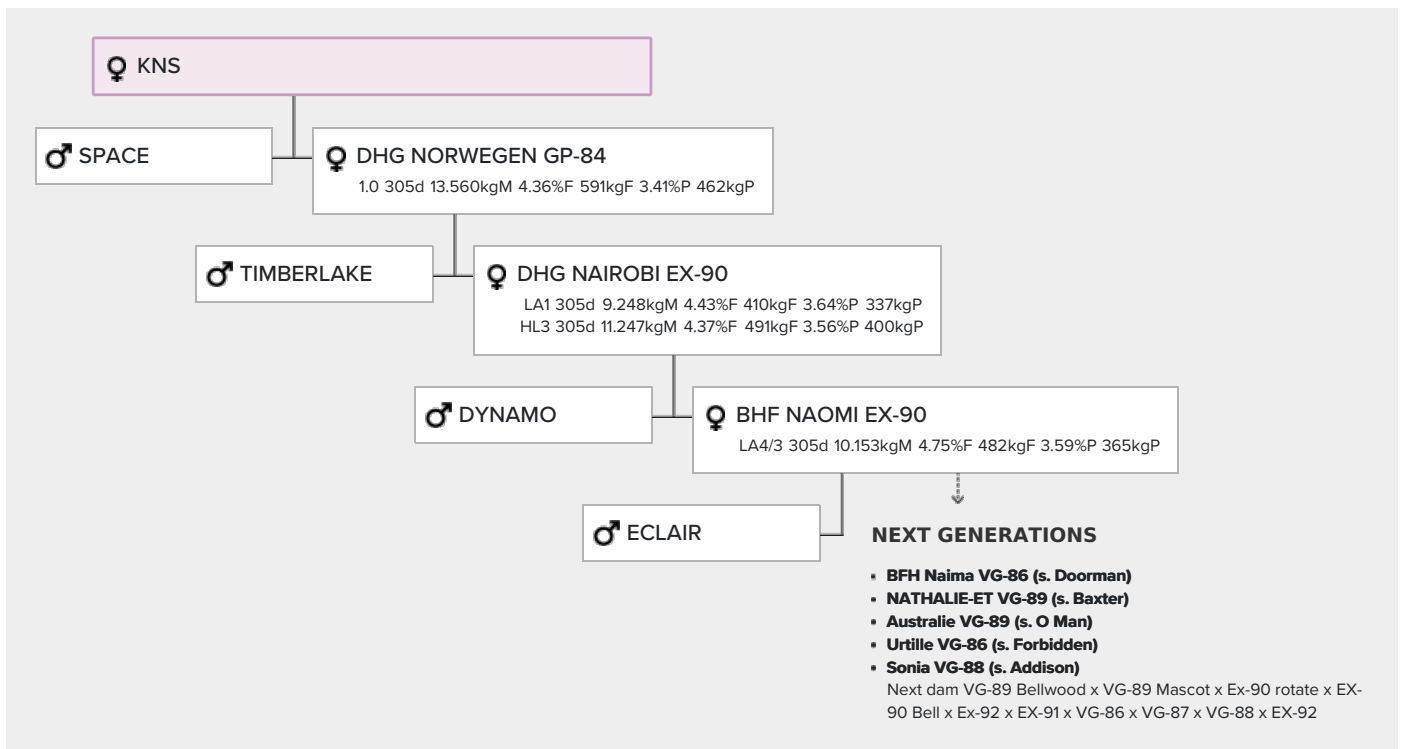 KNS
SPACE
DHG NORWEGEN GP-84
1.0 305d 13.560kgM 4.36%F 591kgF 3.41%P 462kgP
TIMBERLAKE
DHG NAIROBI EX-90
LA1 305d 9.248kgM 4.43%F 410kgF 3.64%P 337kgP
HL3 305d 11.247kgM 4.37%F 491kgF 3.56%P 400kgP
DYNAMO
BHF NAOMI EX-90
LA4/3 305d 10.153kgM 4.75%F 482kgF 3.59%P 365kgP
ECLAIR
NEXT GENERATIONS
BFH Naima VG-86 (s. Doorman)
NATHALIE-ET VG-89 (s. Baxter)
Australie VG-89 (s. O Man)
Urtille VG-86 (s. Forbidden)
Sonia VG-88 (s. Addison)
Next dam VG-89 Bellwood x VG-89 Mascot x Ex-90 rotate x EX-
90 Bell x Ex-92 x EX-91 x VG-86 x VG-87 x VG-88 x EX-92